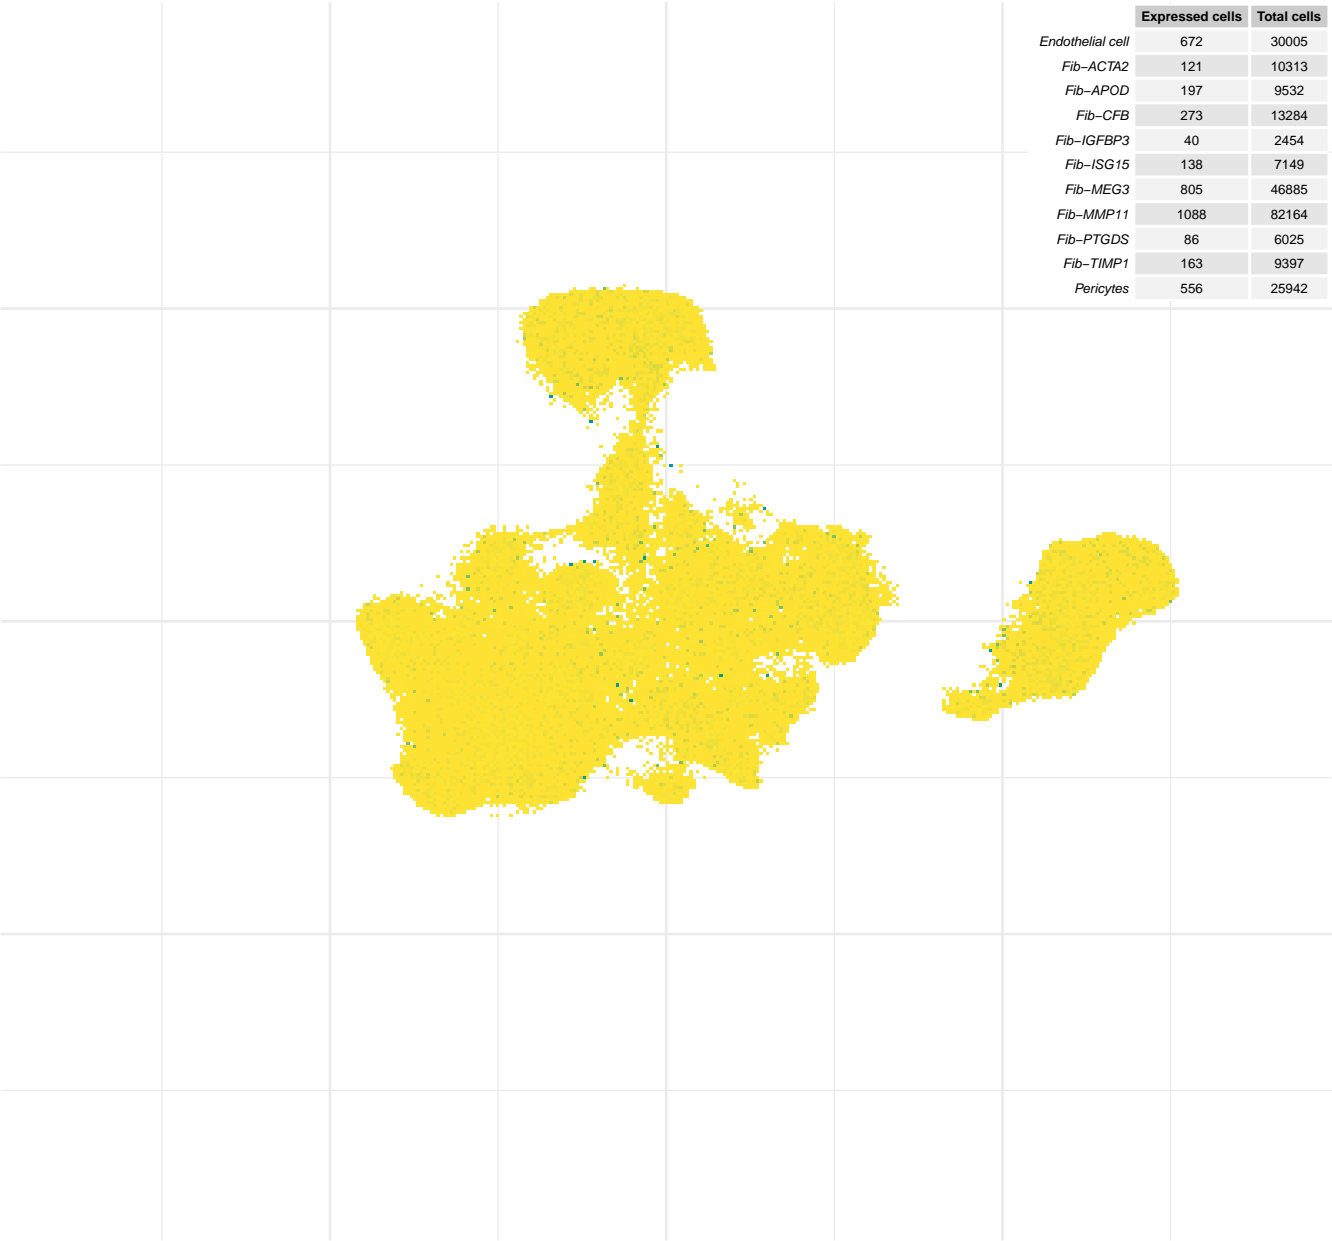 Expressed cells Total cells
Endothelial cell 672 30005
Fib−ACTA2 121 10313
Fib−APOD 197 9532
Fib−CFB 273 13284
Fib−IGFBP3 40 2454
Fib−ISG15 138 7149
Fib−MEG3 805 46885
Fib−MMP11 1088 82164
Fib−PTGDS 86 6025
Fib−TIMP1 163 9397
Pericytes 556 25942